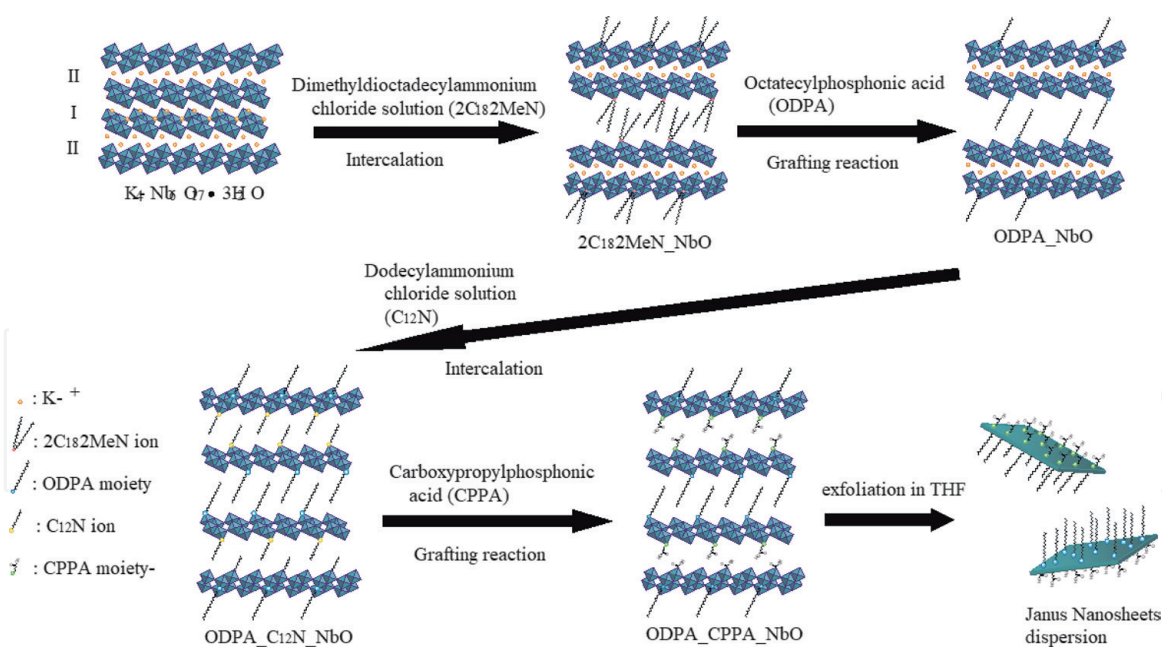 II
I
II
K4 Nb6 O17 • 3H2 O
Dimethyldioctadecylammonium
chloride solution (2C182MeN)
Intercalation
2C182MeN_NbO
Octatecylphosphonic acid
(ODPA)
Grafting reaction
ODPA_NbO
Dodecylammonium
chloride solution
(C12N)
Intercalation
: K- +
: 2C182MeN ion
: ODPA moiety
: C12N ion
: CPPA moiety-
ODPA_C12N_NbO
Carboxypropylphosphonic
acid (CPPA)
Grafting reaction
ODPA_CPPA_NbO
exfoliation in THF
Janus Nanosheets
dispersion